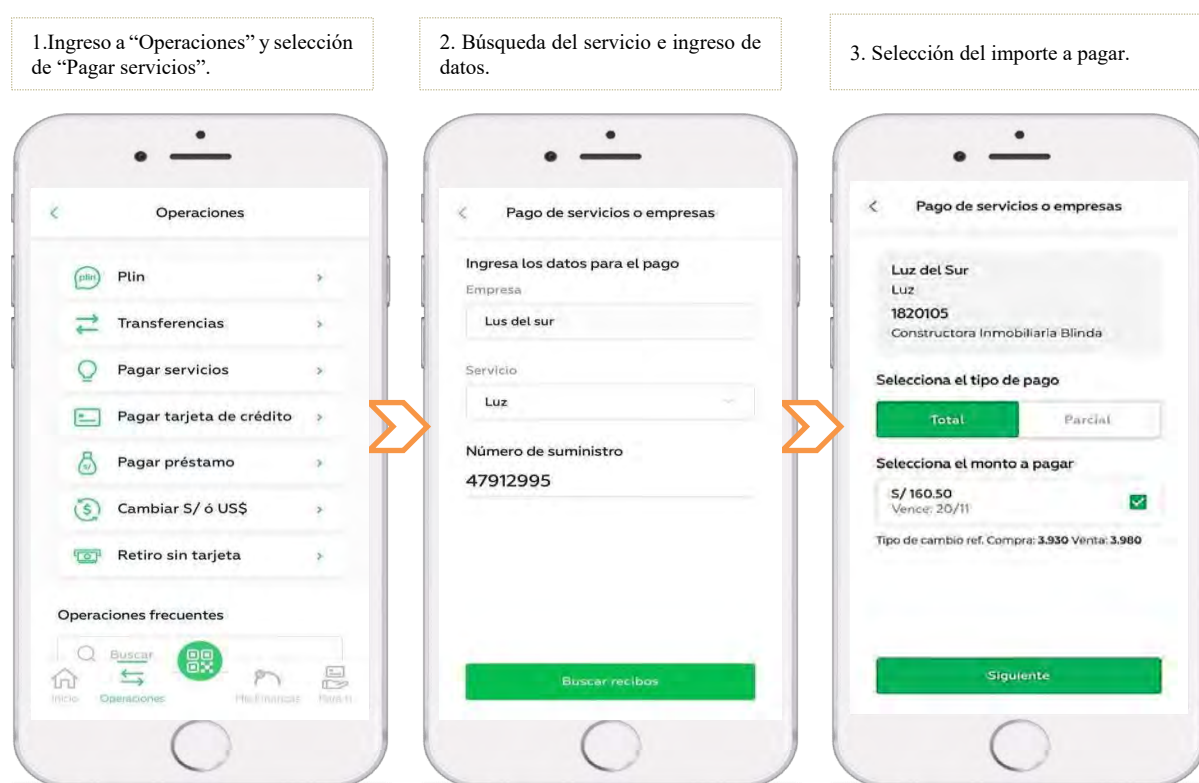 1.Ingreso a “Operaciones” y selección
de “Pagar servicios”.
2. Búsqueda del servicio e ingreso de
datos.
3. Selección del importe a pagar.
Operaciones
plin
Plin
Transferencias
Pagar servicios
Pagar tarjeta de crédito
Pagar préstamo
Cambiar S/ ó US$
Retiro sin tarjeta
Operaciones frecuentes
Buscar
Inicio
Operaciones
Mis Finanzas
Para ti
Pago de servicios o empresas
Ingresa los datos para el pago
Empresa
Lus del sur
Servicio
Luz
Número de suministro
47912995
Buscar recibos
Pago de servicios o empresas
Luz del Sur
Luz
1820105
Constructora Inmobiliaria Blinda
Selecciona el tipo de pago
Total
Parcial
Selecciona el monto a pagar
S/ 160.50
Vence: 20/11
Tipo de cambio ref. Compra: 3.930 Venta: 3.980
Siguiente